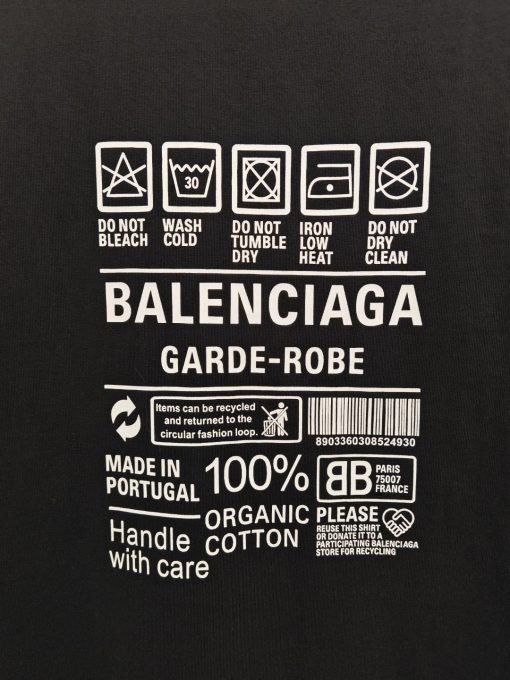 30
DO NOT
BLEACH
WASH
COLD
DO NOT
TUMBLE
DRY
IRON
LOW
HEAT
DO NOT
DRY
CLEAN
BALENCIAGA
GARDE-ROBE
Items can be recycled
and returned to the
circular fashion loop.
8903360308524930
MADE IN
PORTUGAL
100%
ORGANIC
COTTON
BB
PARIS
75007
FRANCE
Handle
with care
PLEASE
REUSE THIS SHIRT
OR DONATE IT TO A
PARTICIPATING BALENCIAGA
STORE FOR RECYCLING